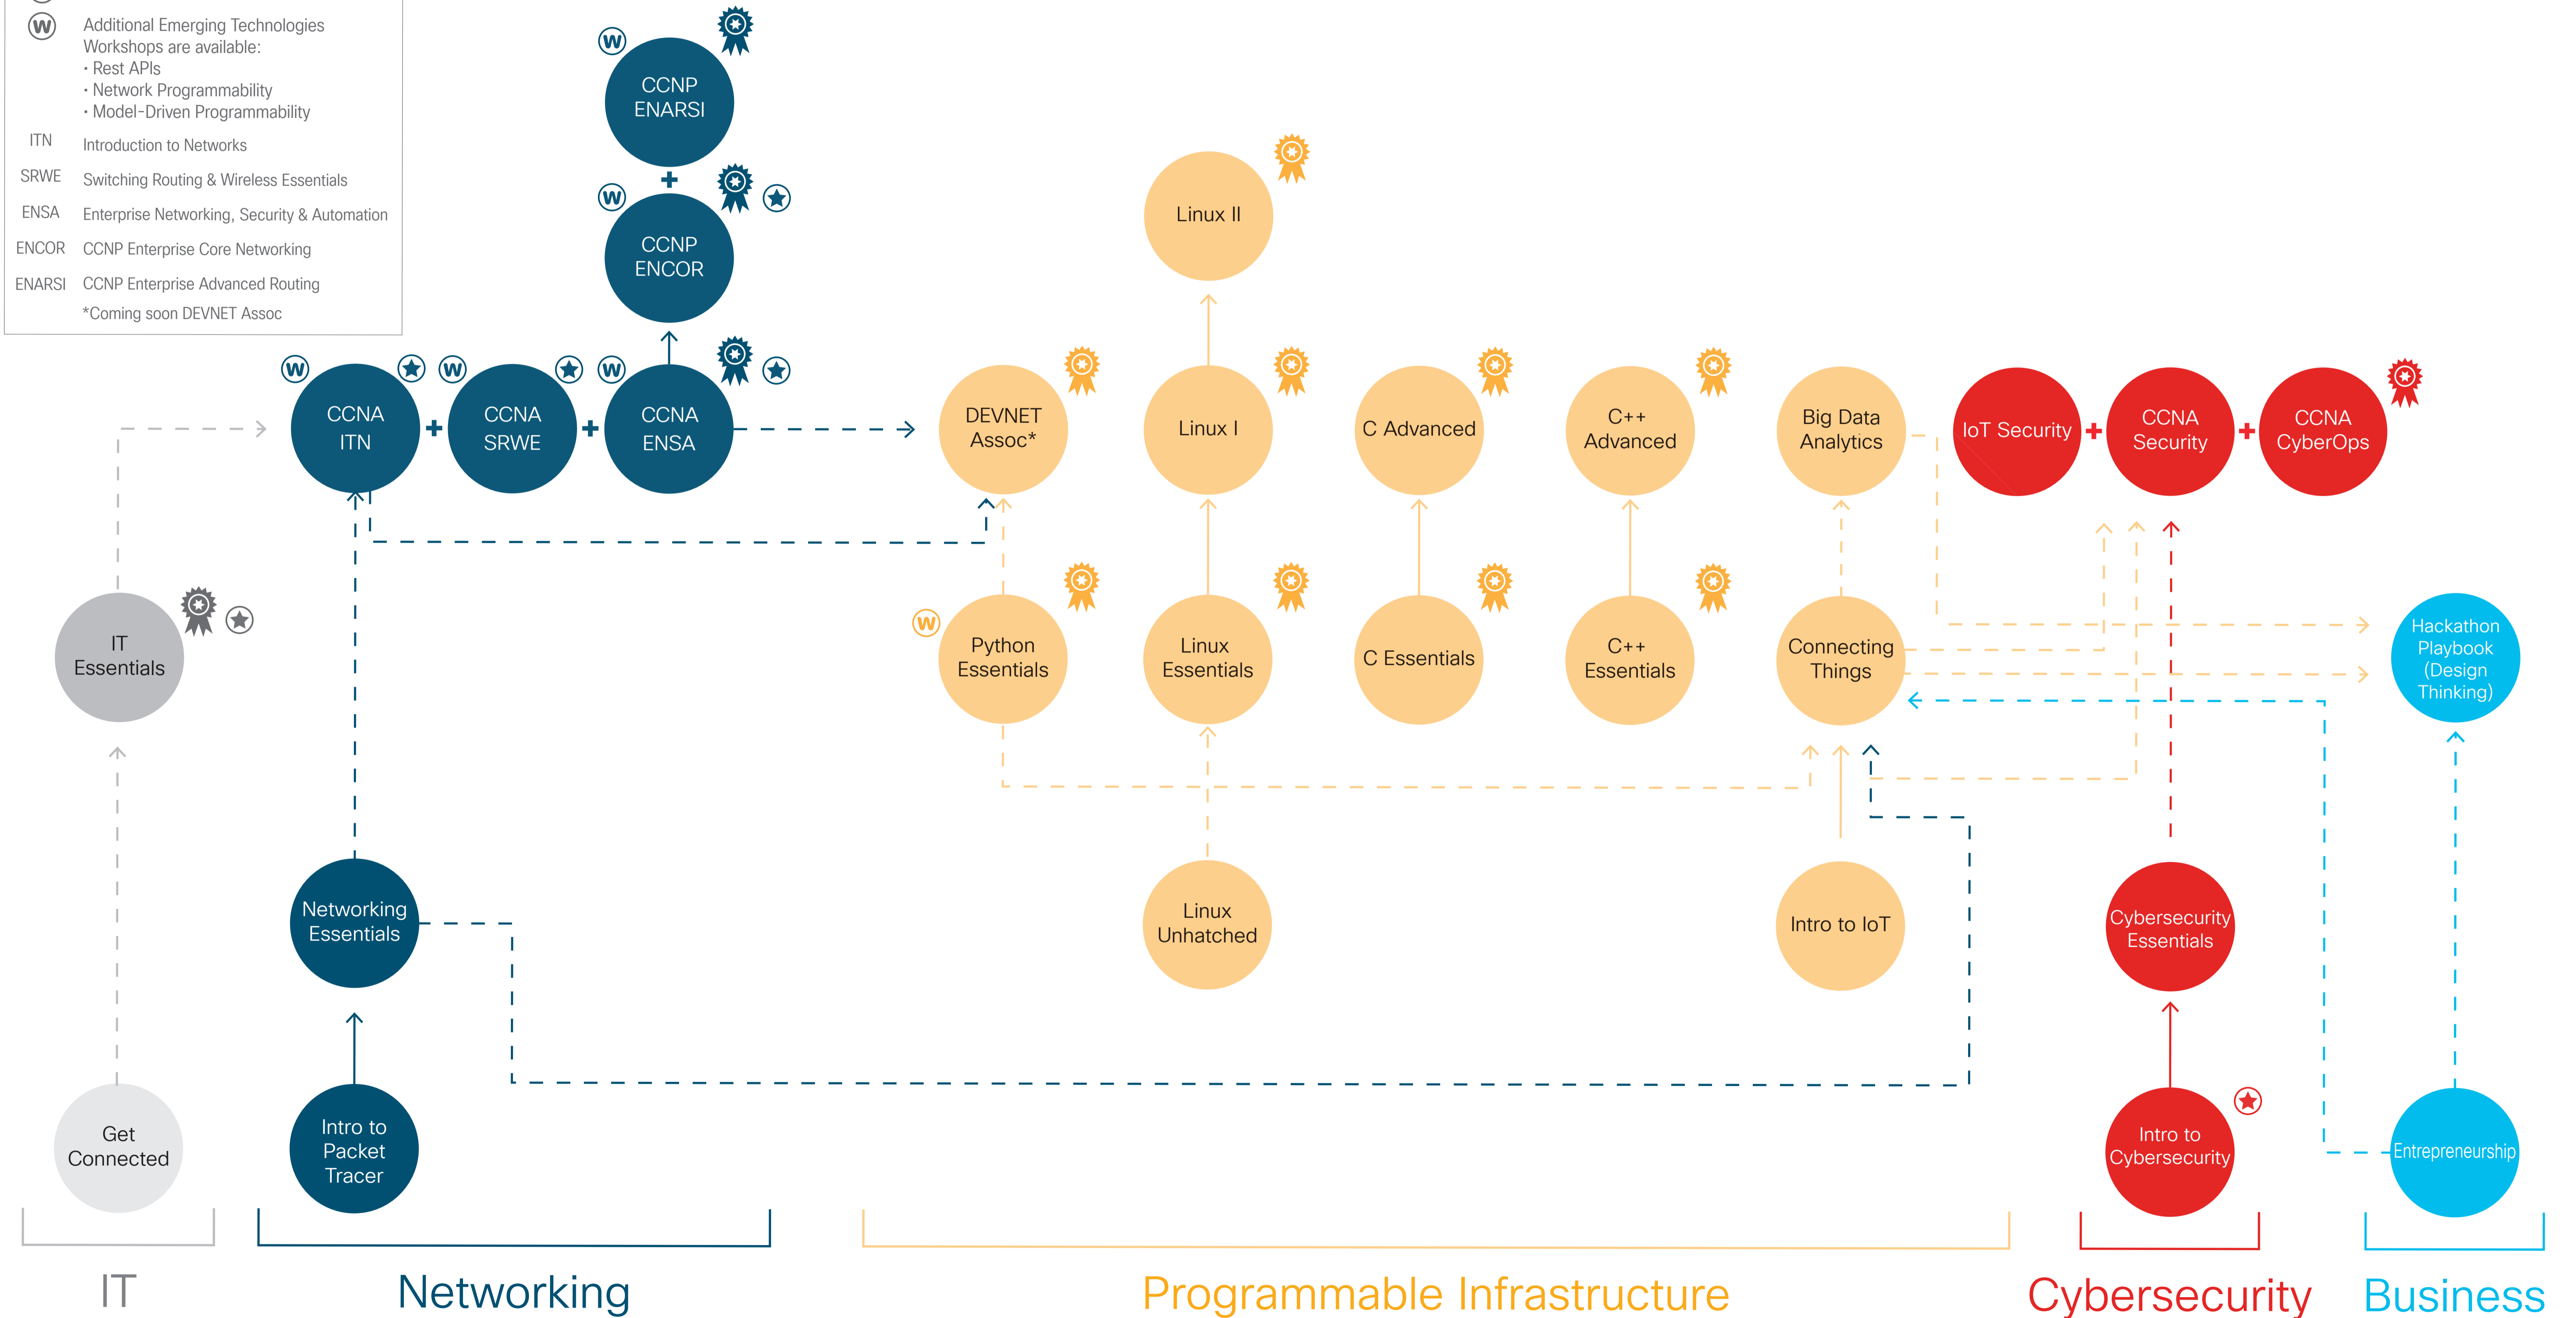 W
Additional Emerging Technologies
Workshops are available:
• Rest APIs
• Network Programmability
• Model-Driven Programmability
ITN Introduction to Networks
SRWE Switching Routing & Wireless Essentials
ENSA Enterprise Networking, Security & Automation
ENCOR CCNP Enterprise Core Networking
ENARSI CCNP Enterprise Advanced Routing
*Coming soon DEVNET Assoc
W
CCNP
ENARSI
+
W
CCNP
ENCOR
Linux II
W
CCNA
ITN
+
W
CCNA
SRWE
+
W
CCNA
ENSA
DEVNET
Assoc*
Linux I
C Advanced
C++
Advanced
Big Data
Analytics
IoT Security
+
CCNA
Security
+
CCNA
CyberOps
IT
Essentials
W
Python
Essentials
Linux
Essentials
C Essentials
C++
Essentials
Connecting
Things
Hackathon
Playbook
(Design
Thinking)
Networking
Essentials
Linux
Unhatched
Intro to IoT
Cybersecurity
Essentials
Get
Connected
Intro to
Packet
Tracer
Intro to
Cybersecurity
Entrepreneurship
IT
Networking
Programmable Infrastructure
Cybersecurity
Business